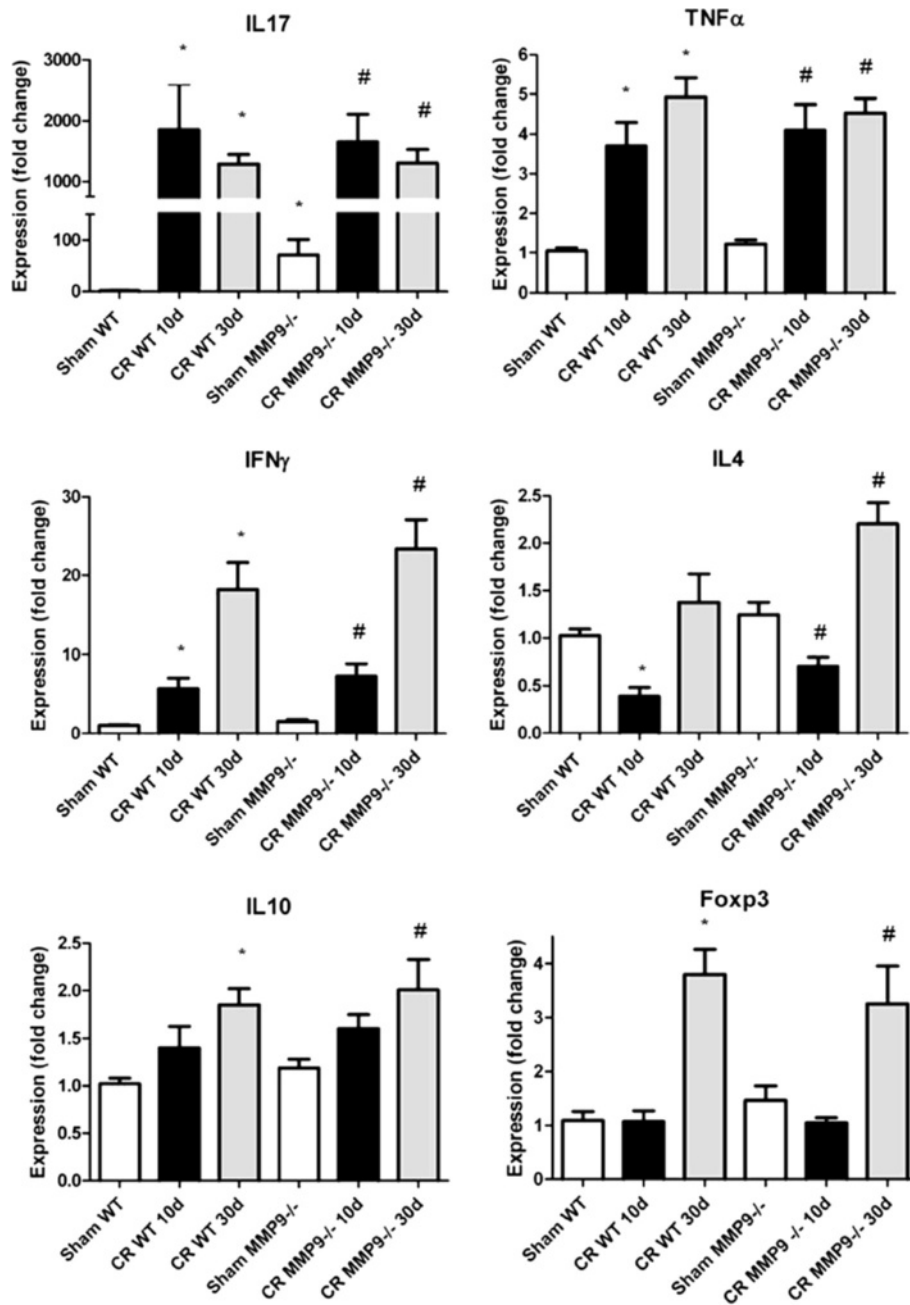 IL17
Expression (fold change)
3000
2000
1000
100
0
*
*
*
#
#
Sham WT
CR WT 10d
CR WT 30d
Sham MMP9-/-
CR MMP9-/- 10d
CR MMP9-/- 30d
TNFα
Expression (fold change)
6
5
4
3
2
1
0
*
*
#
#
Sham WT
CR WT 10d
CR WT 30d
Sham MMP9-/-
CR MMP9-/- 10d
CR MMP9-/- 30d
IFNγ
Expression (fold change)
30
20
10
0
*
*
#
#
Sham WT
CR WT 10d
CR WT 30d
Sham MMP9-/-
CR MMP9-/- 10d
CR MMP9-/- 30d
IL4
Expression (fold change)
2.5
2.0
1.5
1.0
0.5
0.0
*
#
#
Sham WT
CR WT 10d
CR WT 30d
Sham MMP9-/-
CR MMP9-/- 10d
CR MMP9-/- 30d
IL10
Expression (fold change)
2.5
2.0
1.5
1.0
0.5
0.0
*
#
Sham WT
CR WT 10d
CR WT 30d
Sham MMP9-/-
CR MMP9-/- 10d
CR MMP9-/- 30d
Foxp3
Expression (fold change)
4
3
2
1
0
*
#
Sham WT
CR WT 10d
CR WT 30d
Sham MMP9-/-
CR MMP9 -/- 10d
CR MMP9-/- 30d